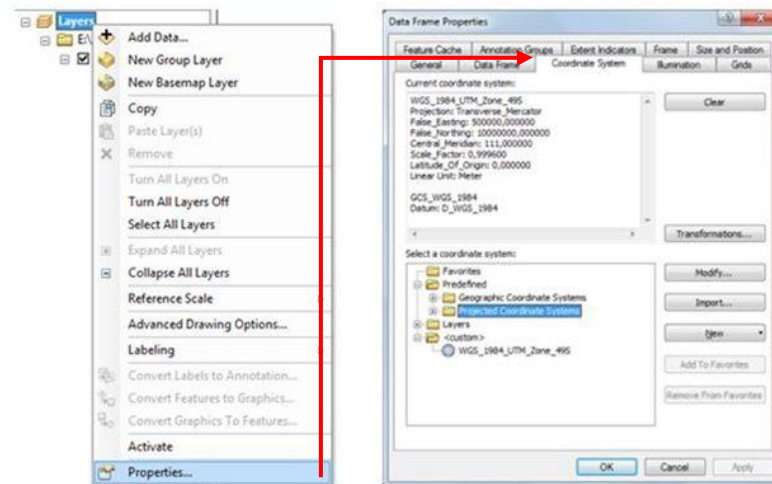 Layers
E:\
Add Data...
New Group Layer
New Basemap Layer
Copy
Paste Layer(s)
Remove
Turn All Layers On
Turn All Layers Off
Select All Layers
Expand All Layers
Collapse All Layers
Reference Scale
Advanced Drawing Options...
Labeling
Convert Labels to Annotation...
Convert Features to Graphics...
Convert Graphics To Features...
Activate
Properties...
Data Frame Properties
Feature Cache Annotation Groups Extent Indicators Frame Size and Position
General Data Frame Coordinate System Illumination Grids
Current coordinate system:
WGS_1984_UTM_Zone_49S
Projection: Transverse_Mercator
False_Easting: 500000,000000
False_Northing: 10000000,000000
Central_Meridian: 111,000000
Scale_Factor: 0,999600
Latitude_Of_Origin: 0,000000
Linear Unit: Meter
GCS_WGS_1984
Datum: D_WGS_1984
Clear
Transformations...
Select a coordinate system:
Favorites
Predefined
Geographic Coordinate Systems
Projected Coordinate Systems
Layers
<custom>
WGS_1984_UTM_Zone_49S
Modify...
Import...
New
Add To Favorites
Remove From Favorites
OK Cancel Apply